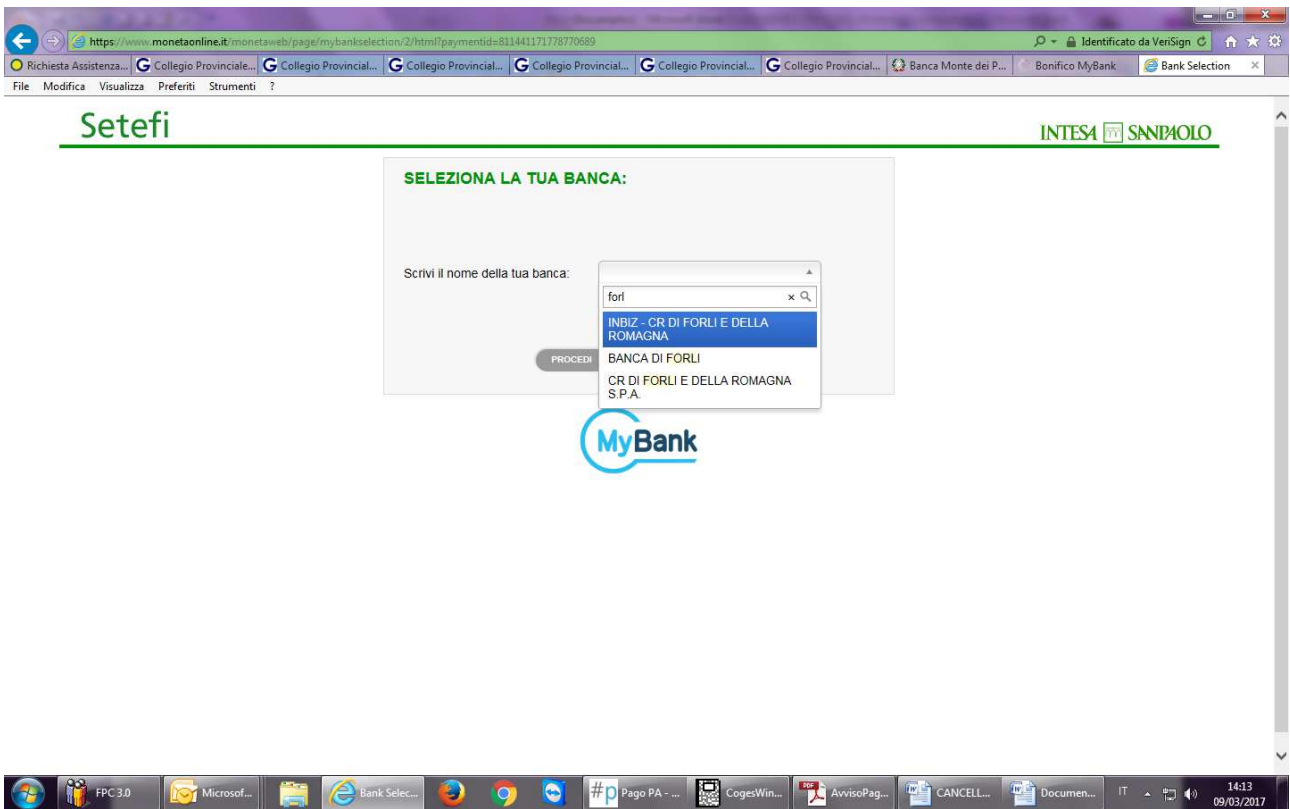 https://www.monetaonline.it/monetaweb/page/mybankselection/2/html?paymentid=811441171778770689
Identificato da VeriSign
Richiesta Assistenza... Collegio Provinciale... Collegio Provincial... Collegio Provincial... Collegio Provincial... Collegio Provincial... Collegio Provincial... Banca Monte dei P... Bonifico MyBank Bank Selection
File Modifica Visualizza Preferiti Strumenti ?
Setefi
INTESA SANPAOLO
SELEZIONA LA TUA BANCA:
Scrivi il nome della tua banca:
forl
INBIZ - CR DI FORLI E DELLA
ROMAGNA
PROCEDI
BANCA DI FORLI
CR DI FORLI E DELLA ROMAGNA
S.P.A.
MyBank
FPC 3.0 Microsof... Bank Selec... #p Pago PA - ... CogesWin... AvvisoPag... CANCELL... Documen... IT 14:13
09/03/2017